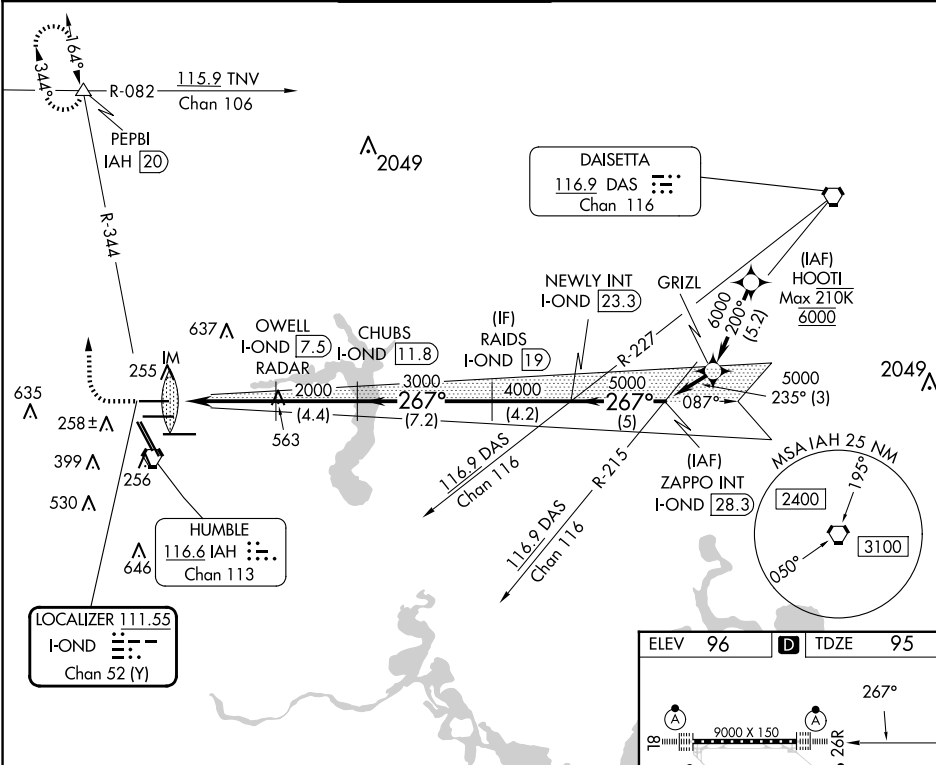 164°
344°
R-082
115.9 TNV
Chan 106
PEPBI
IAH 20
2049
R-344
DAISETTA
116.9 DAS
Chan 116
(IAF)
HOOTI
Max 210K
6000
6000
200°
(5.2)
GRIZL
NEWLY INT
I-OND 23.3
R-227
(IF)
RAIDS
I-OND 19
CHUBS
I-OND 11.8
OWELL
I-OND 7.5
RADAR
637
IM
255
635
258±
399
256
530
646
563
2000
(4.4)
3000
267°
(7.2)
4000
(4.2)
5000
267°
(5)
087°
5000
235° (3)
2049
116.9 DAS
Chan 116
R-215
116.9 DAS
Chan 116
(IAF)
ZAPPO INT
I-OND 28.3
MSA IAH 25 NM
195°
2400
3100
050°
HUMBLE
116.6 IAH
Chan 113
LOCALIZER 111.55
I-OND
Chan 52 (Y)
ELEV 96
D
TDZE 95
267°
A
A
9000 X 150
8L
26R